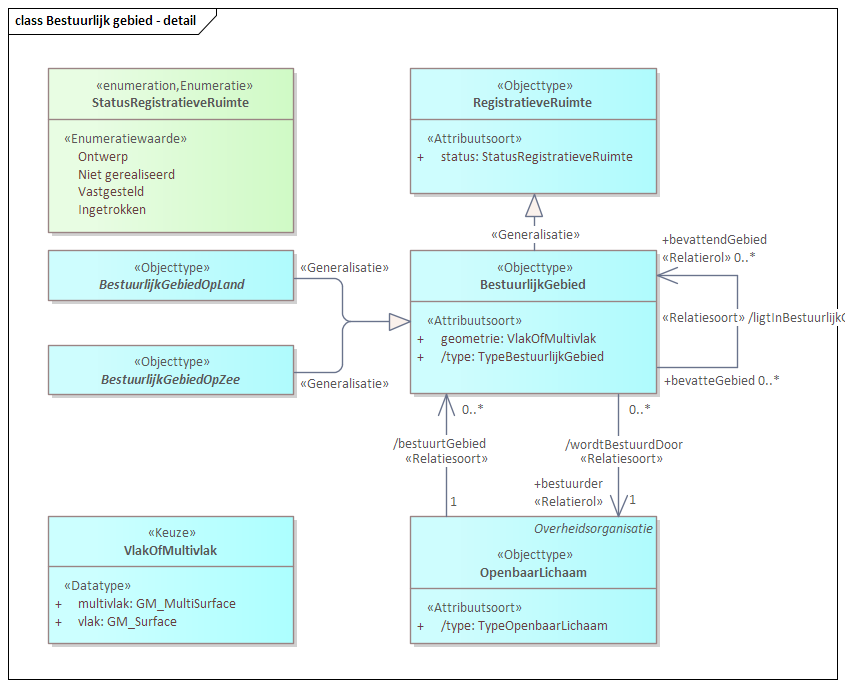 class Bestuurlijk gebied - detail
«enumeration,Enumeratie»
StatusRegistratieveRuimte
«Enumeratiewaarde»
Ontwerp
Niet gerealiseerd
Vastgesteld
Ingetrokken
«Objecttype»
RegistratieveRuimte
«Attribuutsoort»
+ status: StatusRegistratieveRuimte
«Generalisatie»
«Objecttype»
BestuurlijkGebiedOpLand
«Generalisatie»
«Objecttype»
BestuurlijkGebiedOpZee
«Generalisatie»
«Objecttype»
BestuurlijkGebied
«Attribuutsoort»
+ geometrie: VlakOfMultivlak
+ /type: TypeBestuurlijkGebied
+bevattendGebied
«Relatierol» 0..*
«Relatiesoort» /ligtInBestuurlijkG
+bevatteGebied 0..*
0..*
/bestuurtGebied
«Relatiesoort»
1
0..*
/wordtBestuurdDoor
«Relatiesoort»
+bestuurder
«Relatierol» 1
«Keuze»
VlakOfMultivlak
«Datatype»
+ multivlak: GM_MultiSurface
+ vlak: GM_Surface
Overheidsorganisatie
«Objecttype»
OpenbaarLichaam
«Attribuutsoort»
+ /type: TypeOpenbaarLichaam